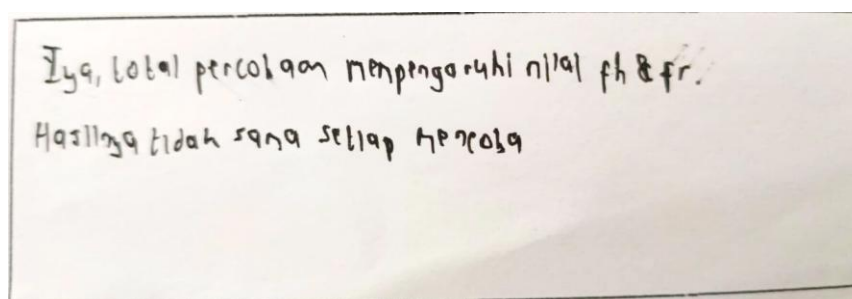 Iya, total percobaan mempengaruhi nilai fh & fr.
Hasilnya tidak sama setiap mencoba